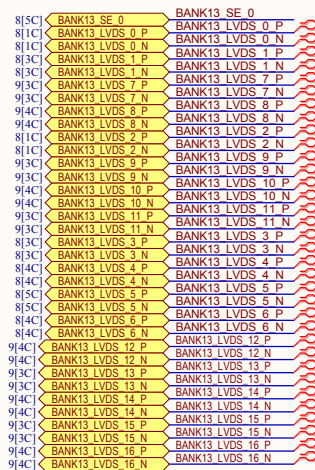 8[5C] BANK13_SE_0 BANK13_SE_0
8[1C] BANK13_LVDS_0_P BANK13_LVDS_0_P
8[1C] BANK13_LVDS_0_N BANK13_LVDS_0_N
8[3C] BANK13_LVDS_1_P BANK13_LVDS_1_P
8[3C] BANK13_LVDS_1_N BANK13_LVDS_1_N
9[3C] BANK13_LVDS_7_P BANK13_LVDS_7_P
9[3C] BANK13_LVDS_7_N BANK13_LVDS_7_N
9[4C] BANK13_LVDS_8_P BANK13_LVDS_8_P
9[4C] BANK13_LVDS_8_N BANK13_LVDS_8_N
8[1C] BANK13_LVDS_2_P BANK13_LVDS_2_P
8[1C] BANK13_LVDS_2_N BANK13_LVDS_2_N
9[3C] BANK13_LVDS_9_P BANK13_LVDS_9_P
9[3C] BANK13_LVDS_9_N BANK13_LVDS_9_N
9[4C] BANK13_LVDS_10_P BANK13_LVDS_10_P
9[4C] BANK13_LVDS_10_N BANK13_LVDS_10_N
9[3C] BANK13_LVDS_11_P BANK13_LVDS_11_P
9[3C] BANK13_LVDS_11_N BANK13_LVDS_11_N
8[3C] BANK13_LVDS_3_P BANK13_LVDS_3_P
8[3C] BANK13_LVDS_3_N BANK13_LVDS_3_N
8[4C] BANK13_LVDS_4_P BANK13_LVDS_4_P
8[4C] BANK13_LVDS_4_N BANK13_LVDS_4_N
8[5C] BANK13_LVDS_5_P BANK13_LVDS_5_P
8[5C] BANK13_LVDS_5_N BANK13_LVDS_5_N
8[4C] BANK13_LVDS_6_P BANK13_LVDS_6_P
8[4C] BANK13_LVDS_6_N BANK13_LVDS_6_N
9[4C] BANK13_LVDS_12_P BANK13_LVDS_12_P
9[4C] BANK13_LVDS_12_N BANK13_LVDS_12_N
9[3C] BANK13_LVDS_13_P BANK13_LVDS_13_P
9[3C] BANK13_LVDS_13_N BANK13_LVDS_13_N
9[4C] BANK13_LVDS_14_P BANK13_LVDS_14_P
9[4C] BANK13_LVDS_14_N BANK13_LVDS_14_N
9[3C] BANK13_LVDS_15_P BANK13_LVDS_15_P
9[3C] BANK13_LVDS_15_N BANK13_LVDS_15_N
9[4C] BANK13_LVDS_16_P BANK13_LVDS_16_P
9[4C] BANK13_LVDS_16_N BANK13_LVDS_16_N